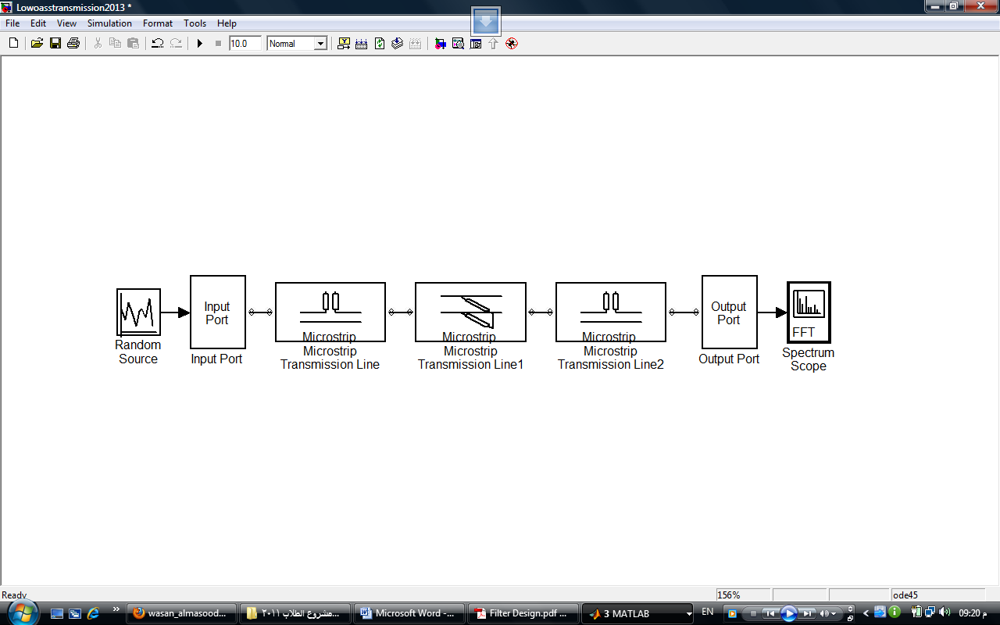 Lowoasstransmission2013 *
File Edit View Simulation Format Tools Help
10.0 Normal
Input
Port
Output
Port
FFT
Microstrip
Microstrip
Microstrip
Random
Source
Input Port
Microstrip
Transmission Line
Microstrip
Transmission Line1
Microstrip
Transmission Line2
Output Port
Spectrum
Scope
Ready 156% ode45
wasan_almasood... مشروع الطلاب ٢٠١١... Microsoft Word -... Filter Design.pdf ... 3 MATLAB EN 09:20 م